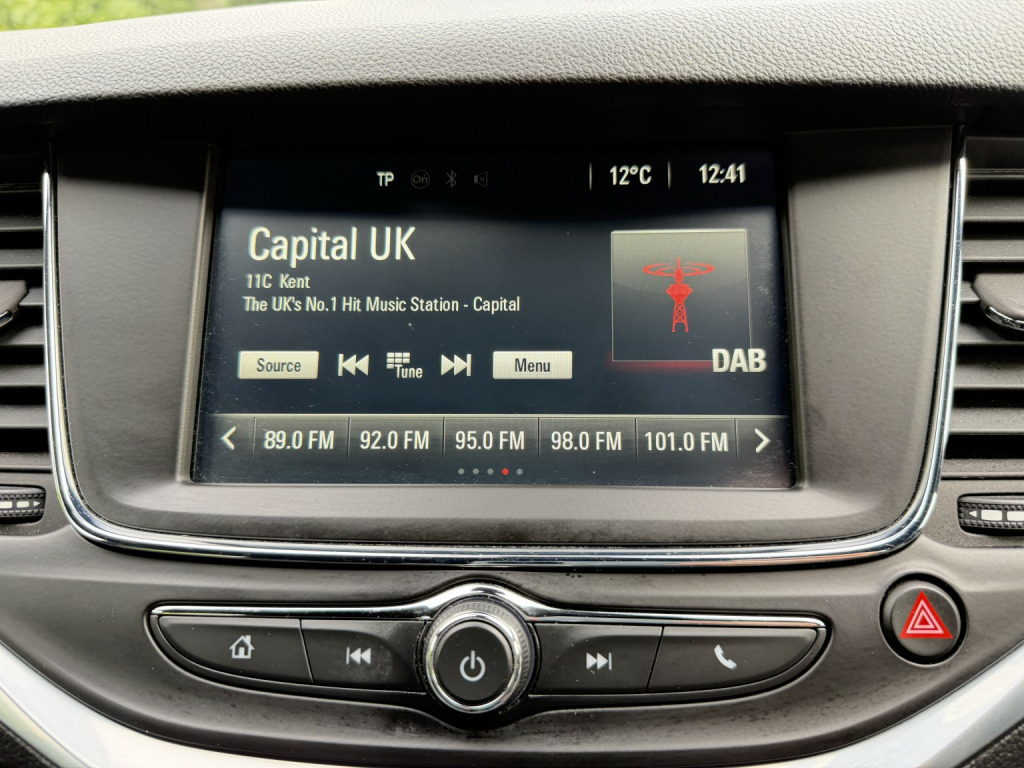 TP On 12°C 12:41
Capital UK
11C Kent
The UK's No.1 Hit Music Station - Capital
Source Tune Menu
DAB
89.0 FM 92.0 FM 95.0 FM 98.0 FM 101.0 FM